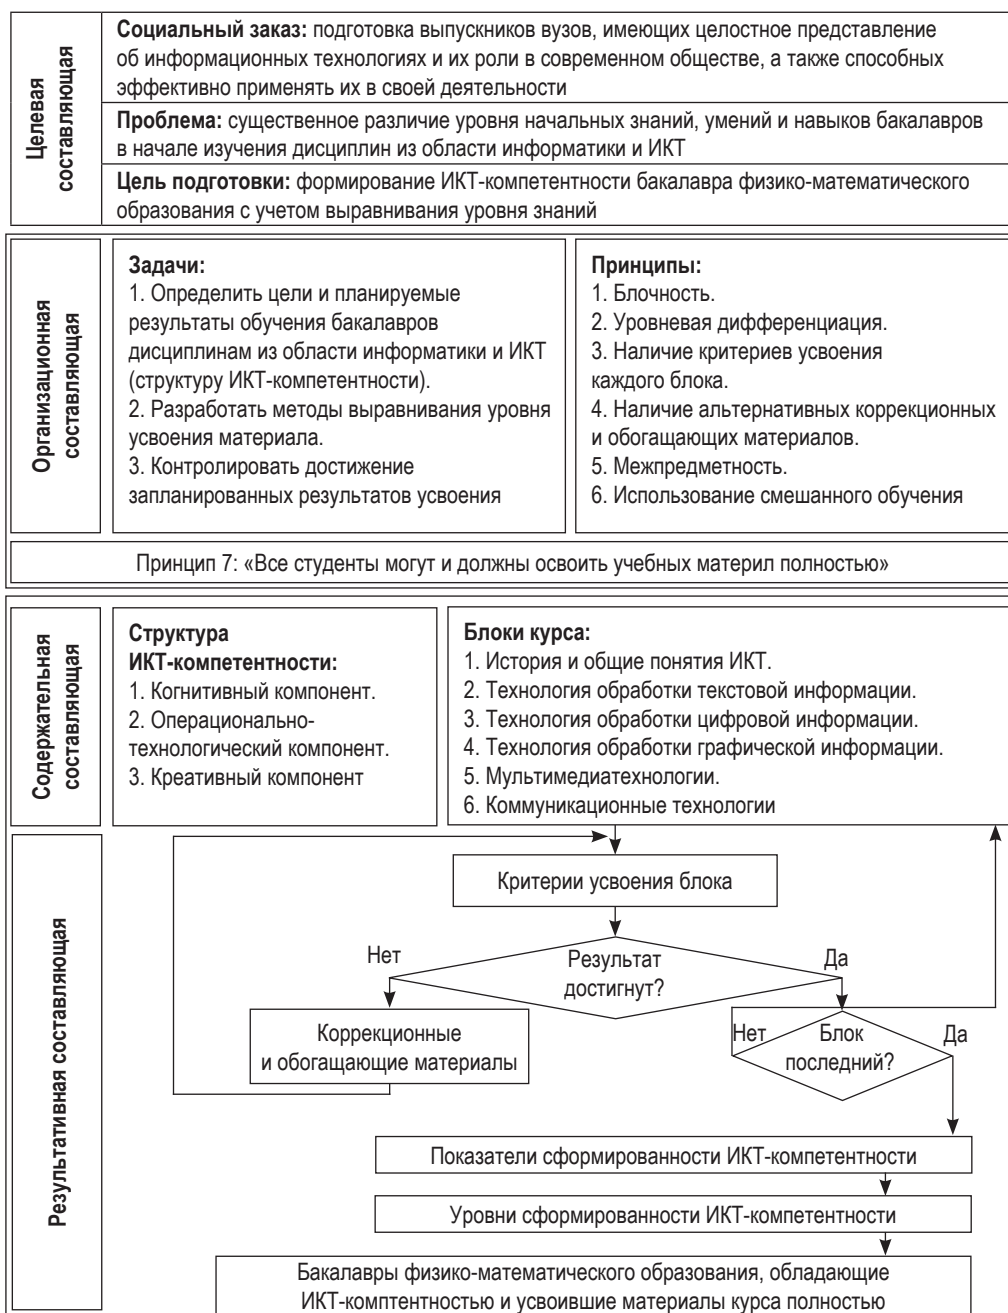 Целевая
составляющая
Социальный заказ: подготовка выпускников вузов, имеющих целостное представление
об информационных технологиях и их роли в современном обществе, а также способных
эффективно применять их в своей деятельности
Проблема: существенное различие уровня начальных знаний, умений и навыков бакалавров
в начале изучения дисциплин из области информатики и ИКТ
Цель подготовки: формирование ИКТ-компетентности бакалавра физико-математического
образования с учетом выравнивания уровня знаний
Организационная
составляющая
Задачи:
1. Определить цели и планируемые
результаты обучения бакалавров
дисциплинам из области информатики и ИКТ
(структуру ИКТ-компетентности).
2. Разработать методы выравнивания уровня
усвоения материала.
3. Контролировать достижение
запланированных результатов усвоения
Принципы:
1. Блочность.
2. Уровневая дифференциация.
3. Наличие критериев усвоения
каждого блока.
4. Наличие альтернативных коррекционных
и обогащающих материалов.
5. Межпредметность.
6. Использование смешанного обучения
Принцип 7: «Все студенты могут и должны освоить учебных материл полностью»
Содержательная
составляющая
Структура
ИКТ-компетентности:
1. Когнитивный компонент.
2. Операционально-
технологический компонент.
3. Креативный компонент
Блоки курса:
1. История и общие понятия ИКТ.
2. Технология обработки текстовой информации.
3. Технология обработки цифровой информации.
4. Технология обработки графической информации.
5. Мультимедиатехнологии.
6. Коммуникационные технологии
Результативная составляющая
Критерии усвоения блока
Нет
Результат
достигнут?
Да
Коррекционные
и обогащающие материалы
Нет
Блок
последний?
Да
Показатели сформированности ИКТ-компетентности
Уровни сформированности ИКТ-компетентности
Бакалавры физико-математического образования, обладающие
ИКТ-комптентностью и усвоившие материалы курса полностью